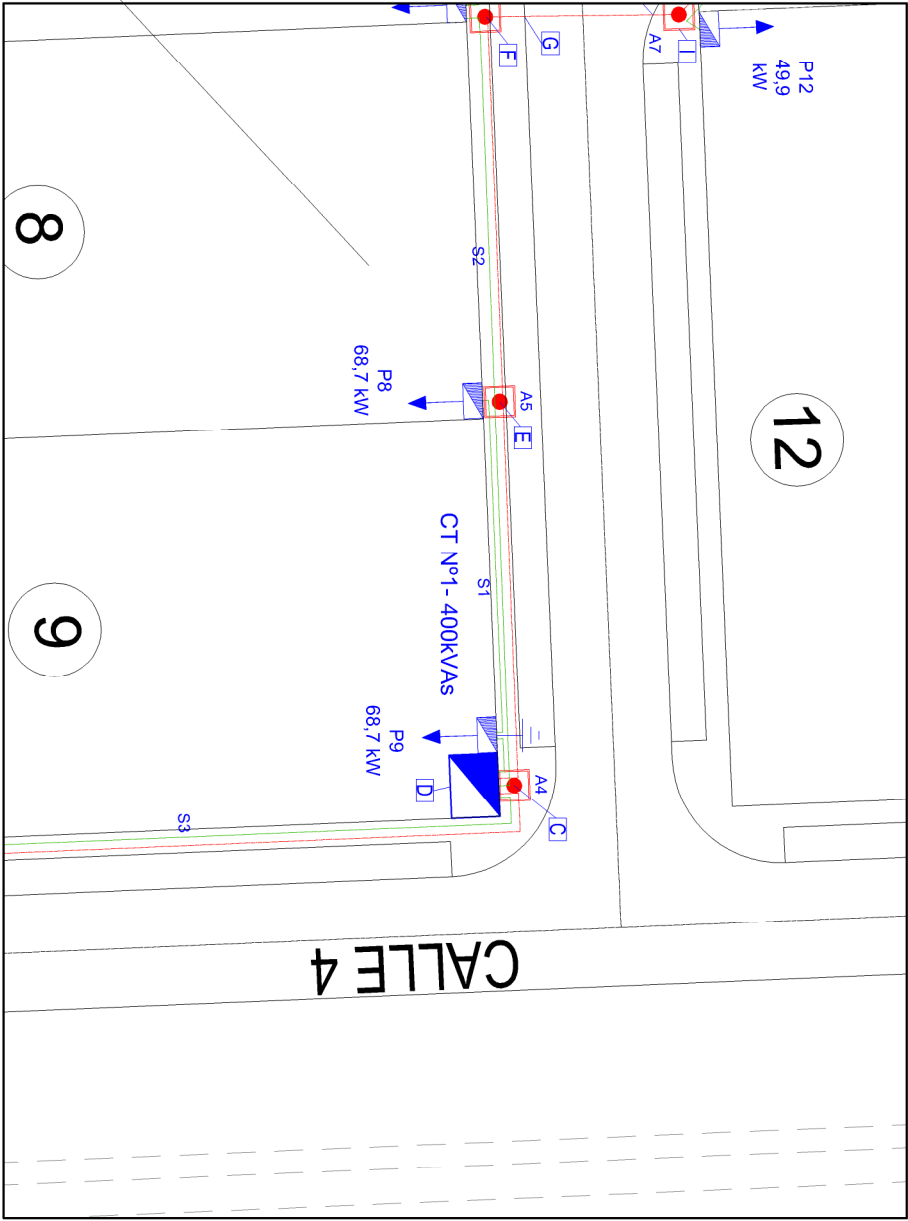 F
G
A7
I
P12
49,9
kW
8
S2
P8
68,7 kW
A5
E
12
CT Nº1- 400kVAs
S1
9
P9
68,7 kW
D
A4
C
S3
CALLE 4